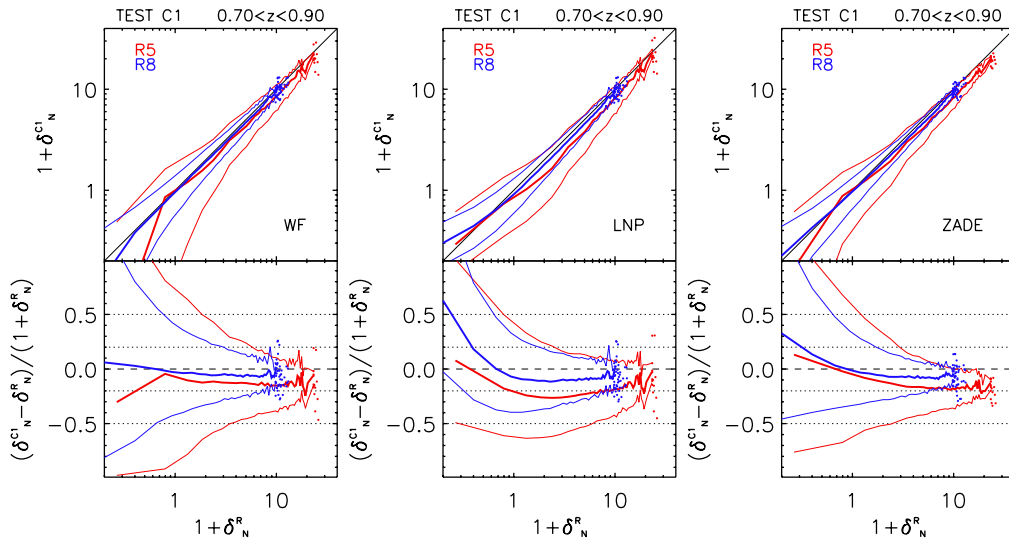 TEST C1 0.70<z<0.90
TEST C1 0.70<z<0.90
TEST C1 0.70<z<0.90
R5
R8
WF
R5
R8
LNP
R5
R8
ZADE
1+δ^C1_N
10
1
1+δ^C1_N
10
1
1+δ^C1_N
10
1
(δ^C1_N−δ^R_N)/(1+δ^R_N)
0.5
0.0
−0.5
(δ^C1_N−δ^R_N)/(1+δ^R_N)
0.5
0.0
−0.5
(δ^C1_N−δ^R_N)/(1+δ^R_N)
0.5
0.0
−0.5
1 10
1 10
1 10
1+δ^R_N
1+δ^R_N
1+δ^R_N